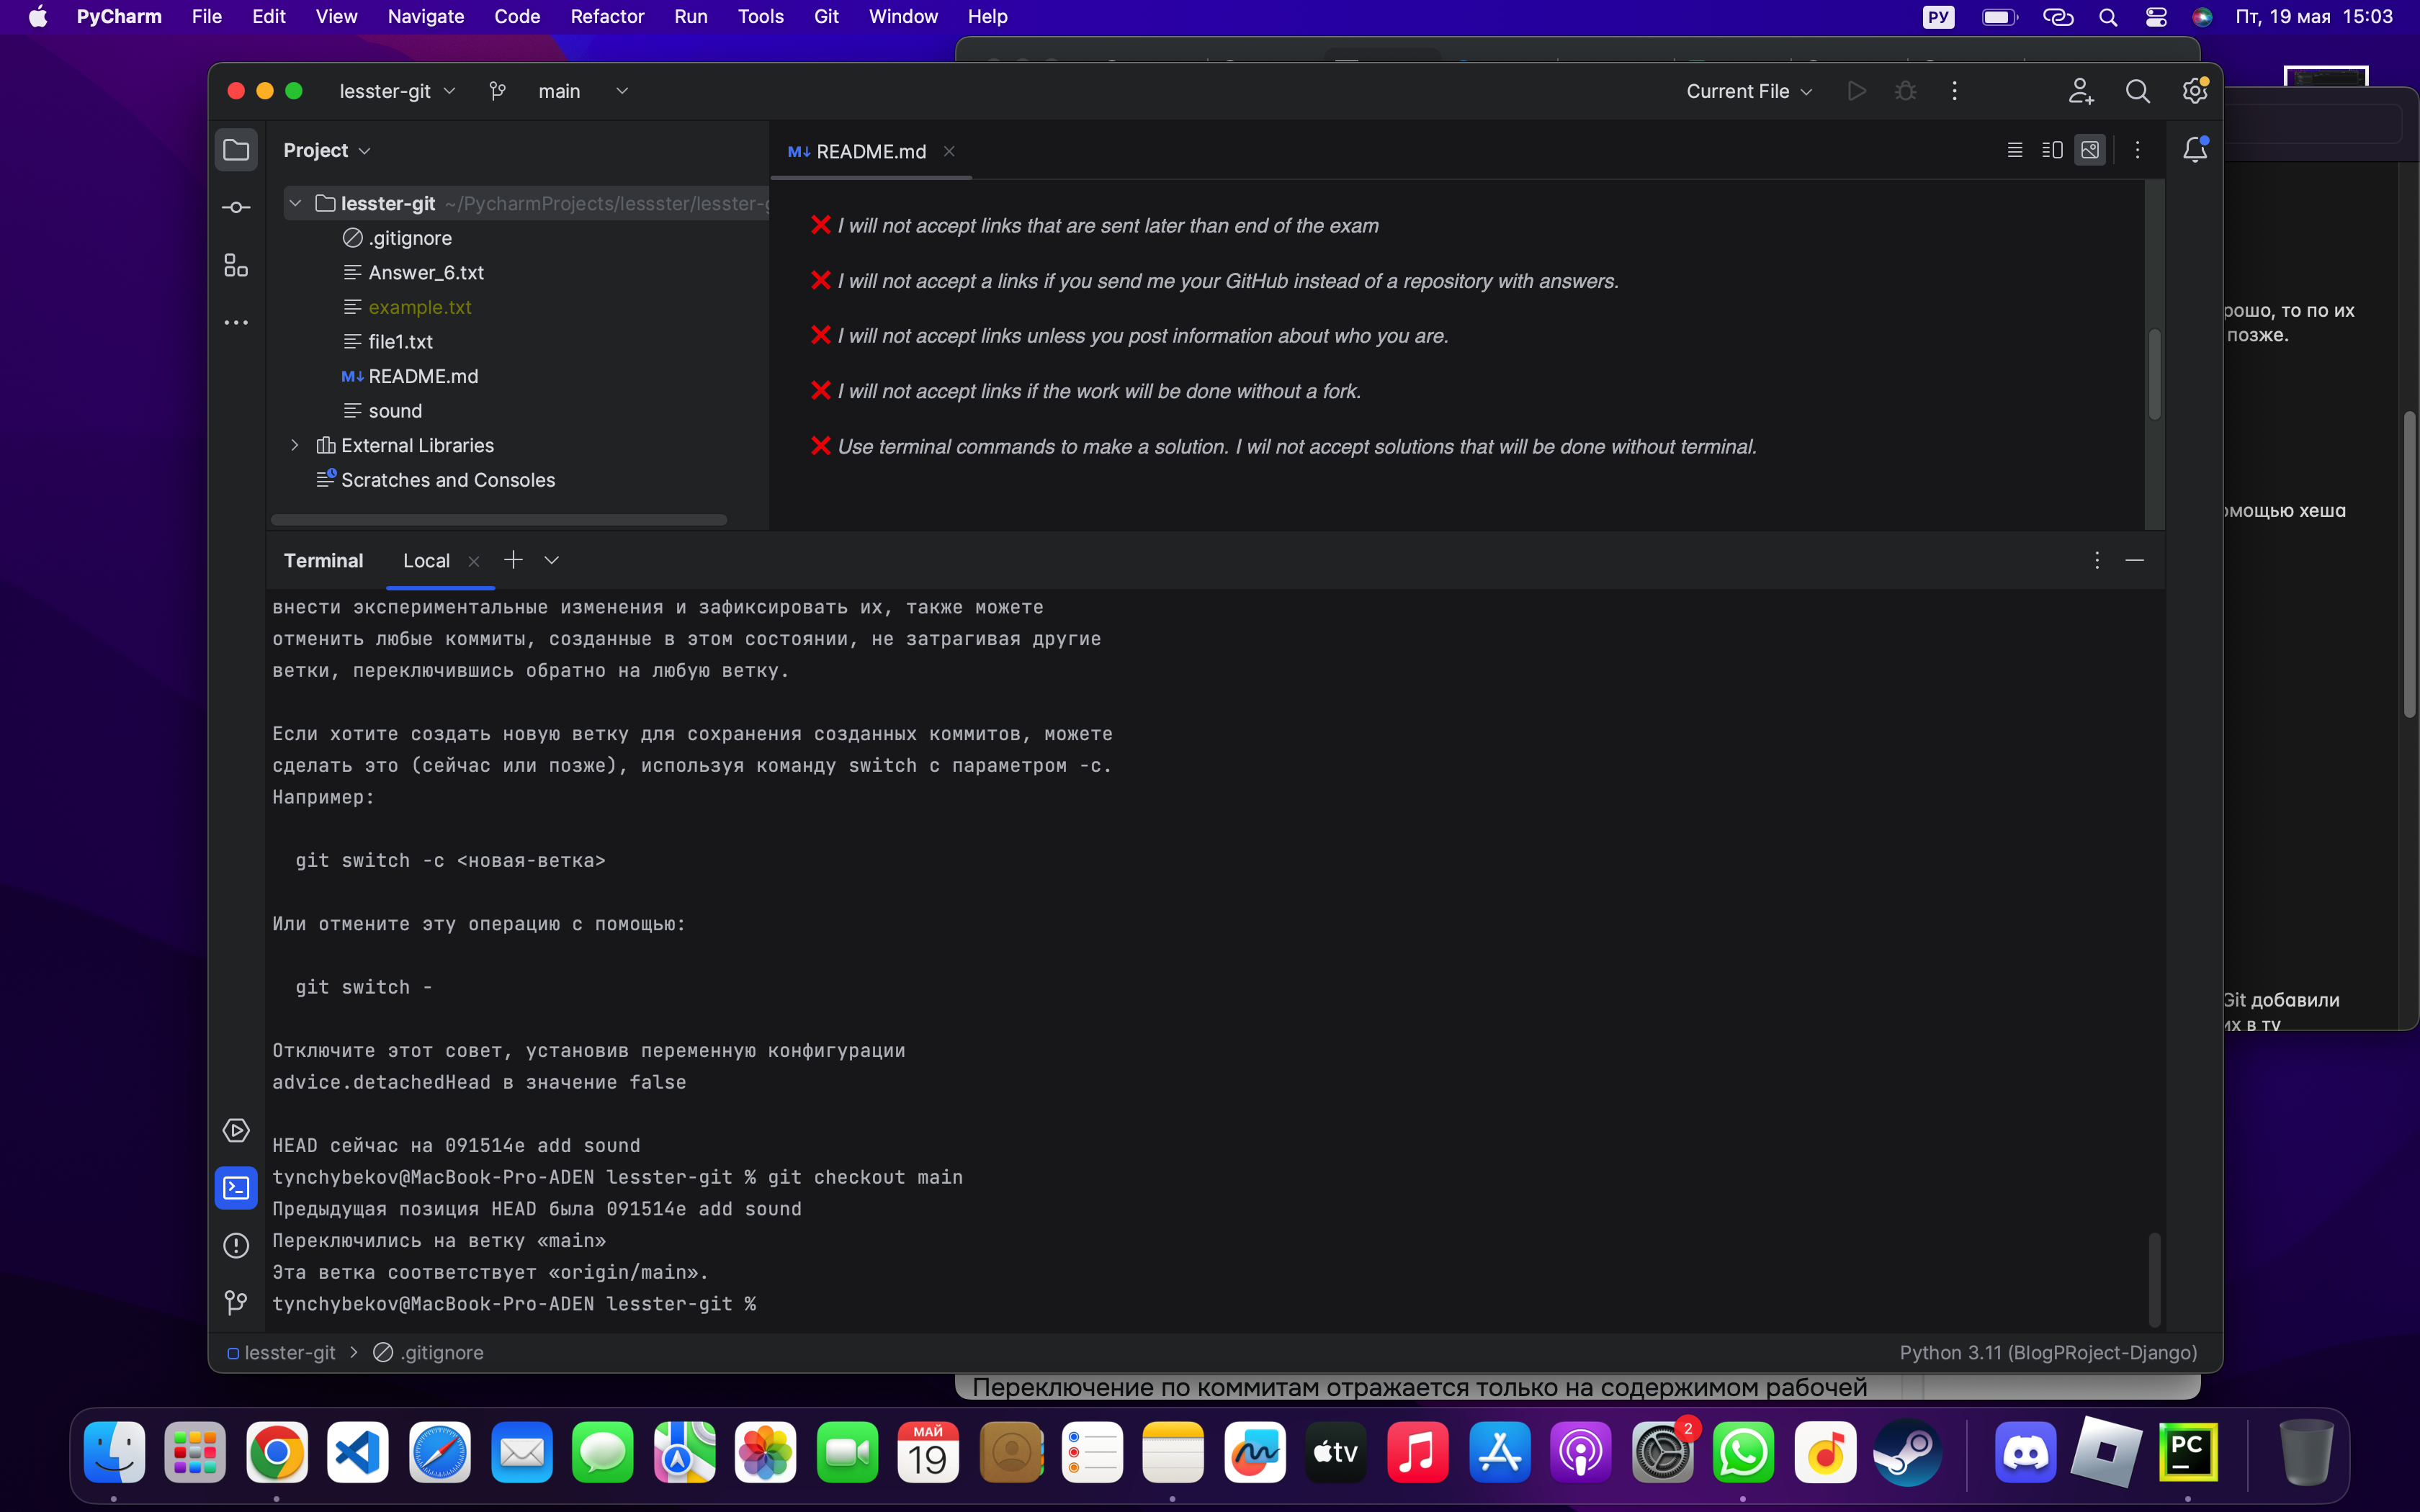 PyCharm File Edit View Navigate Code Refactor Run Tools Git Window Help
РУ Пт, 19 мая 15:03
lesster-git main Current File
Project
README.md
lesster-git ~/PycharmProjects/lessster/lesster-g
.gitignore
Answer_6.txt
example.txt
file1.txt
M↓ README.md
sound
External Libraries
Scratches and Consoles
❌ I will not accept links that are sent later than end of the exam
❌ I will not accept a links if you send me your GitHub instead of a repository with answers.
❌ I will not accept links unless you post information about who you are.
❌ I will not accept links if the work will be done without a fork.
❌ Use terminal commands to make a solution. I wil not accept solutions that will be done without terminal.
рошо, то по их
позже.
омощью хеша
Git добавили
их в ту
Terminal Local
внести экспериментальные изменения и зафиксировать их, также можете
отменить любые коммиты, созданные в этом состоянии, не затрагивая другие
ветки, переключившись обратно на любую ветку.
Если хотите создать новую ветку для сохранения созданных коммитов, можете
сделать это (сейчас или позже), используя команду switch с параметром -c.
Например:
git switch -c <новая-ветка>
Или отмените эту операцию с помощью:
git switch -
Отключите этот совет, установив переменную конфигурации
advice.detachedHead в значение false
HEAD сейчас на 091514e add sound
tynchybekov@MacBook-Pro-ADEN lesster-git % git checkout main
Предыдущая позиция HEAD была 091514e add sound
Переключились на ветку «main»
Эта ветка соответствует «origin/main».
tynchybekov@MacBook-Pro-ADEN lesster-git %
lesster-git > .gitignore
Python 3.11 (BlogPRoject-Django)
Переключение по коммитам отражается только на содержимом рабочей
МАЙ
19
tv
2
PC